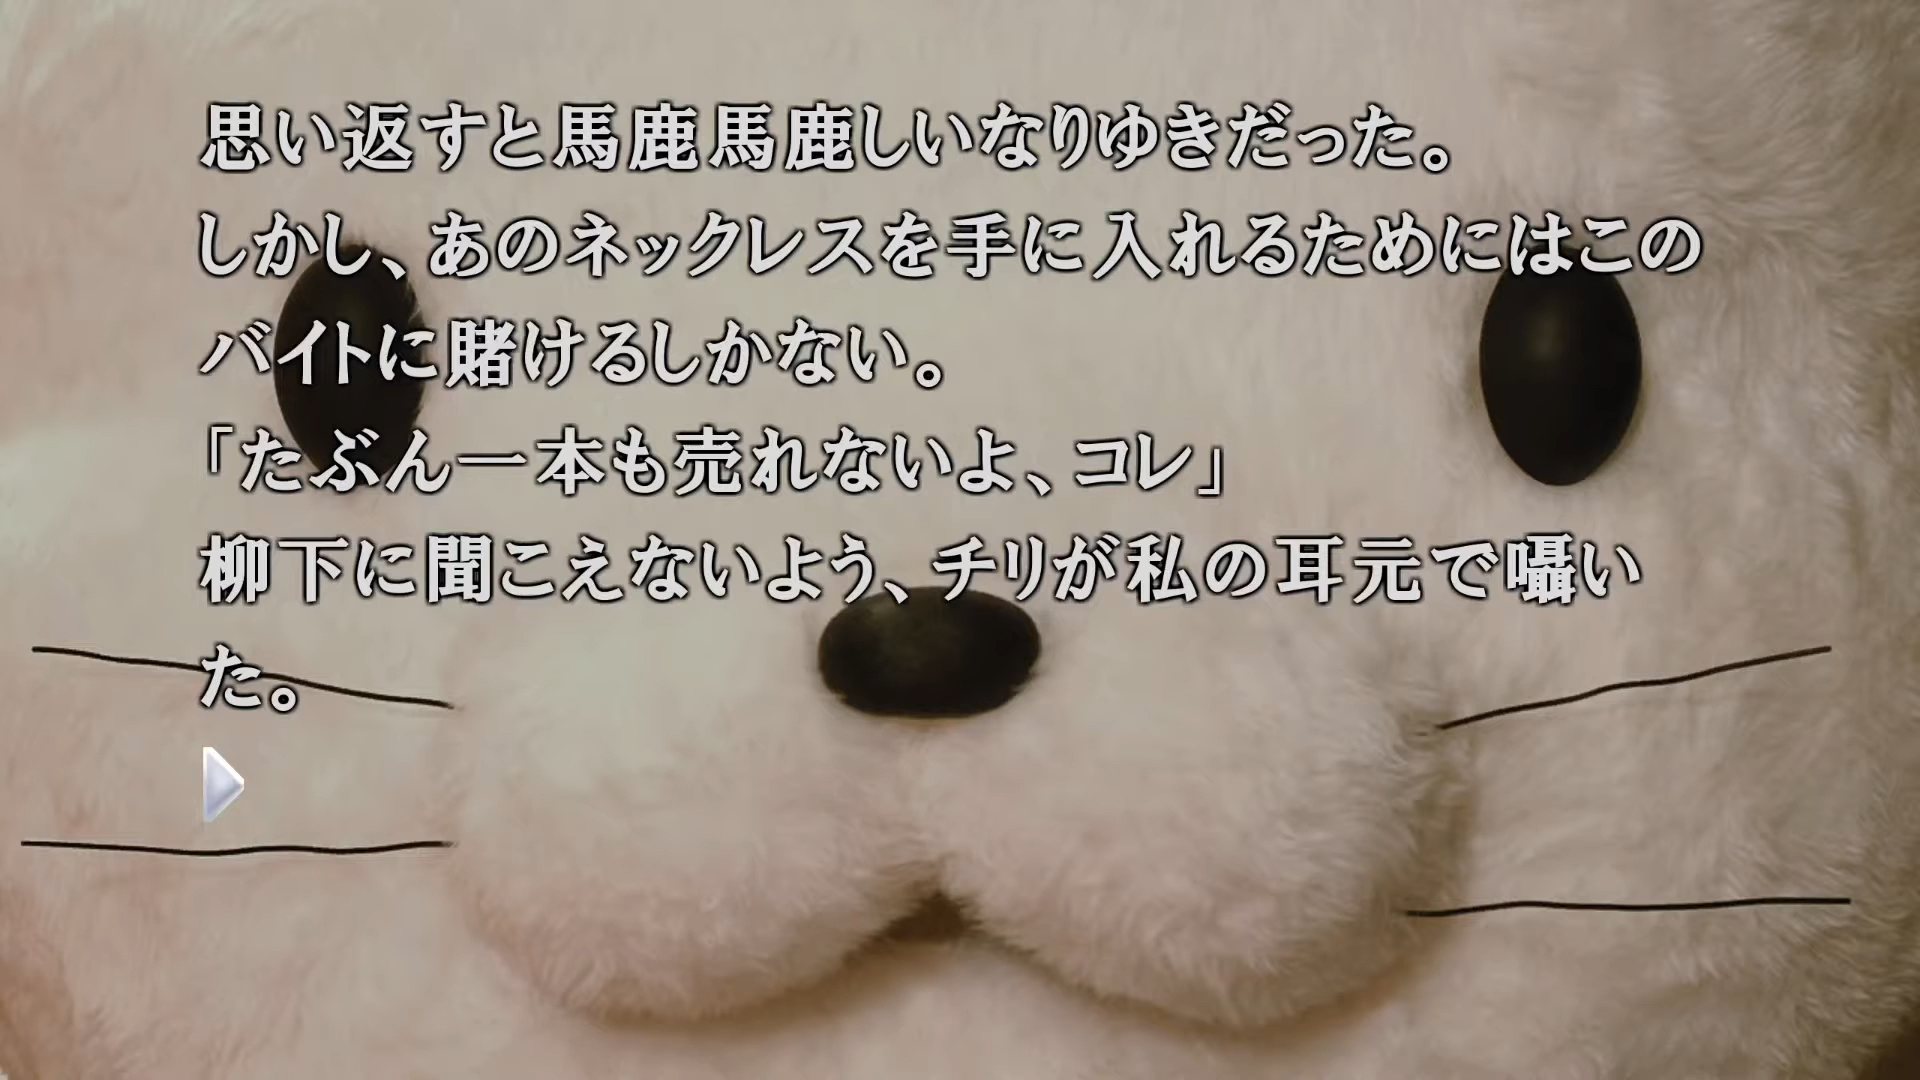 思い返すと馬鹿馬鹿しいなりゆきだった。
しかし、あのネックレスを手に入れるためにはこの
バイトに賭けるしかない。
「たぶん一本も売れないよ、コレ」
柳下に聞こえないよう、チリが私の耳元で囁い
た。